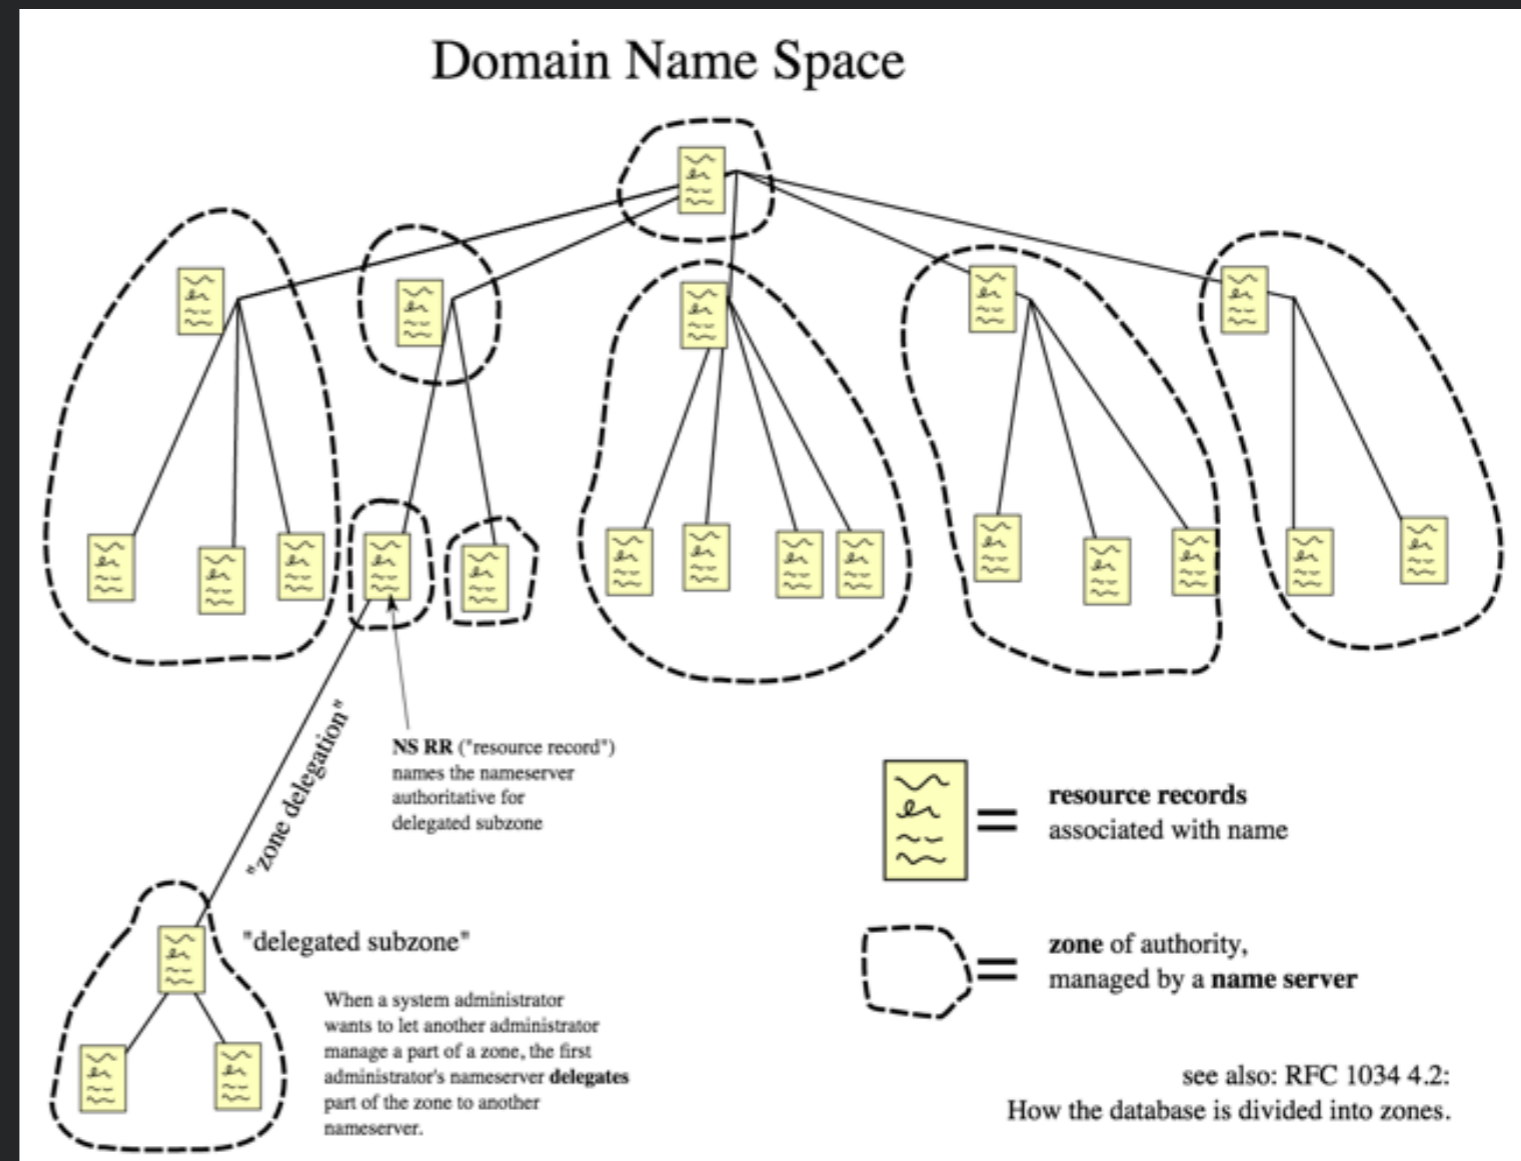 Domain Name Space
"zone delegation"
NS RR ("resource record")
names the nameserver
authoritative for
delegated subzone
resource records
associated with name
"delegated subzone"
zone of authority,
managed by a name server
When a system administrator
wants to let another administrator
manage a part of a zone, the first
administrator's nameserver delegates
part of the zone to another
nameserver.
see also: RFC 1034 4.2:
How the database is divided into zones.